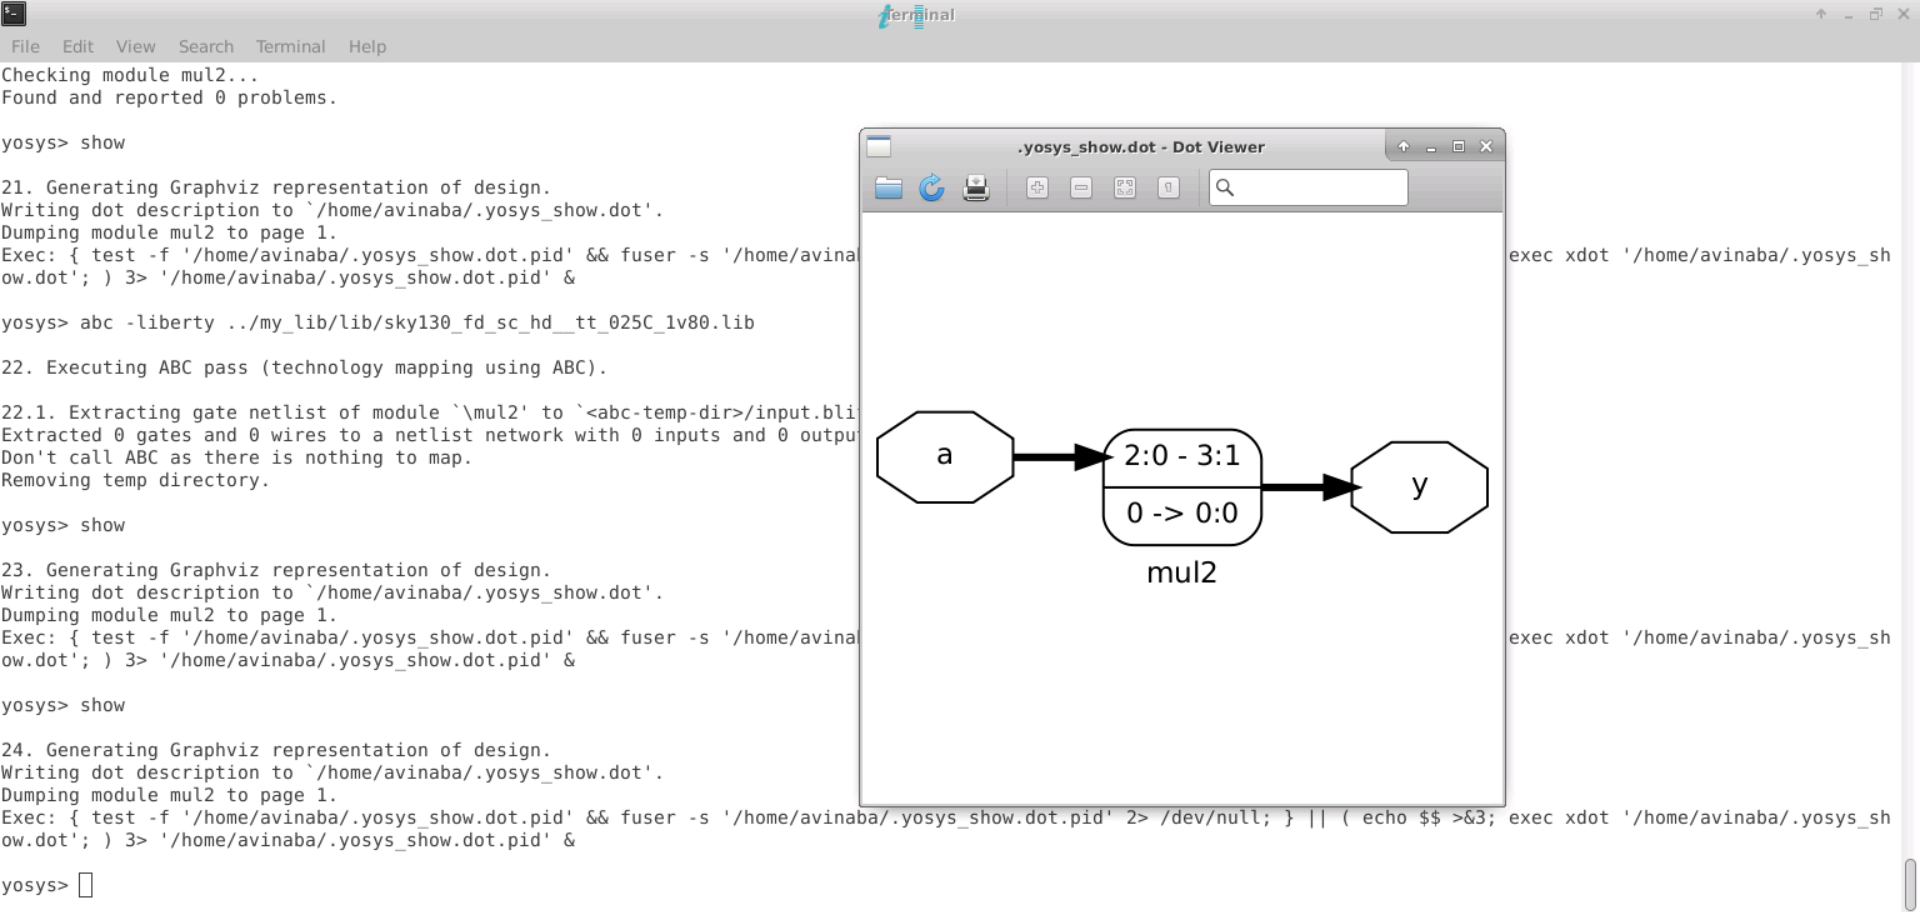 Terminal
File Edit View Search Terminal Help
Checking module mul2...
Found and reported 0 problems.
yosys> show
21. Generating Graphviz representation of design.
Writing dot description to `/home/avinaba/.yosys_show.dot'.
Dumping module mul2 to page 1.
Exec: { test -f '/home/avinaba/.yosys_show.dot.pid' && fuser -s '/home/avina exec xdot '/home/avinaba/.yosys_sh
ow.dot'; ) 3> '/home/avinaba/.yosys_show.dot.pid' &
yosys> abc -liberty ../my_lib/lib/sky130_fd_sc_hd__tt_025C_1v80.lib
22. Executing ABC pass (technology mapping using ABC).
22.1. Extracting gate netlist of module `\mul2' to `<abc-temp-dir>/input.bli
Extracted 0 gates and 0 wires to a netlist network with 0 inputs and 0 outpu
Don't call ABC as there is nothing to map.
Removing temp directory.
yosys> show
23. Generating Graphviz representation of design.
Writing dot description to `/home/avinaba/.yosys_show.dot'.
Dumping module mul2 to page 1.
Exec: { test -f '/home/avinaba/.yosys_show.dot.pid' && fuser -s '/home/avina exec xdot '/home/avinaba/.yosys_sh
ow.dot'; ) 3> '/home/avinaba/.yosys_show.dot.pid' &
yosys> show
24. Generating Graphviz representation of design.
Writing dot description to `/home/avinaba/.yosys_show.dot'.
Dumping module mul2 to page 1.
Exec: { test -f '/home/avinaba/.yosys_show.dot.pid' && fuser -s '/home/avinaba/.yosys_show.dot.pid' 2> /dev/null; } || ( echo $$ >&3; exec xdot '/home/avinaba/.yosys_sh
ow.dot'; ) 3> '/home/avinaba/.yosys_show.dot.pid' &
yosys>
.yosys_show.dot - Dot Viewer
a
2:0 - 3:1
0 -> 0:0
y
mul2